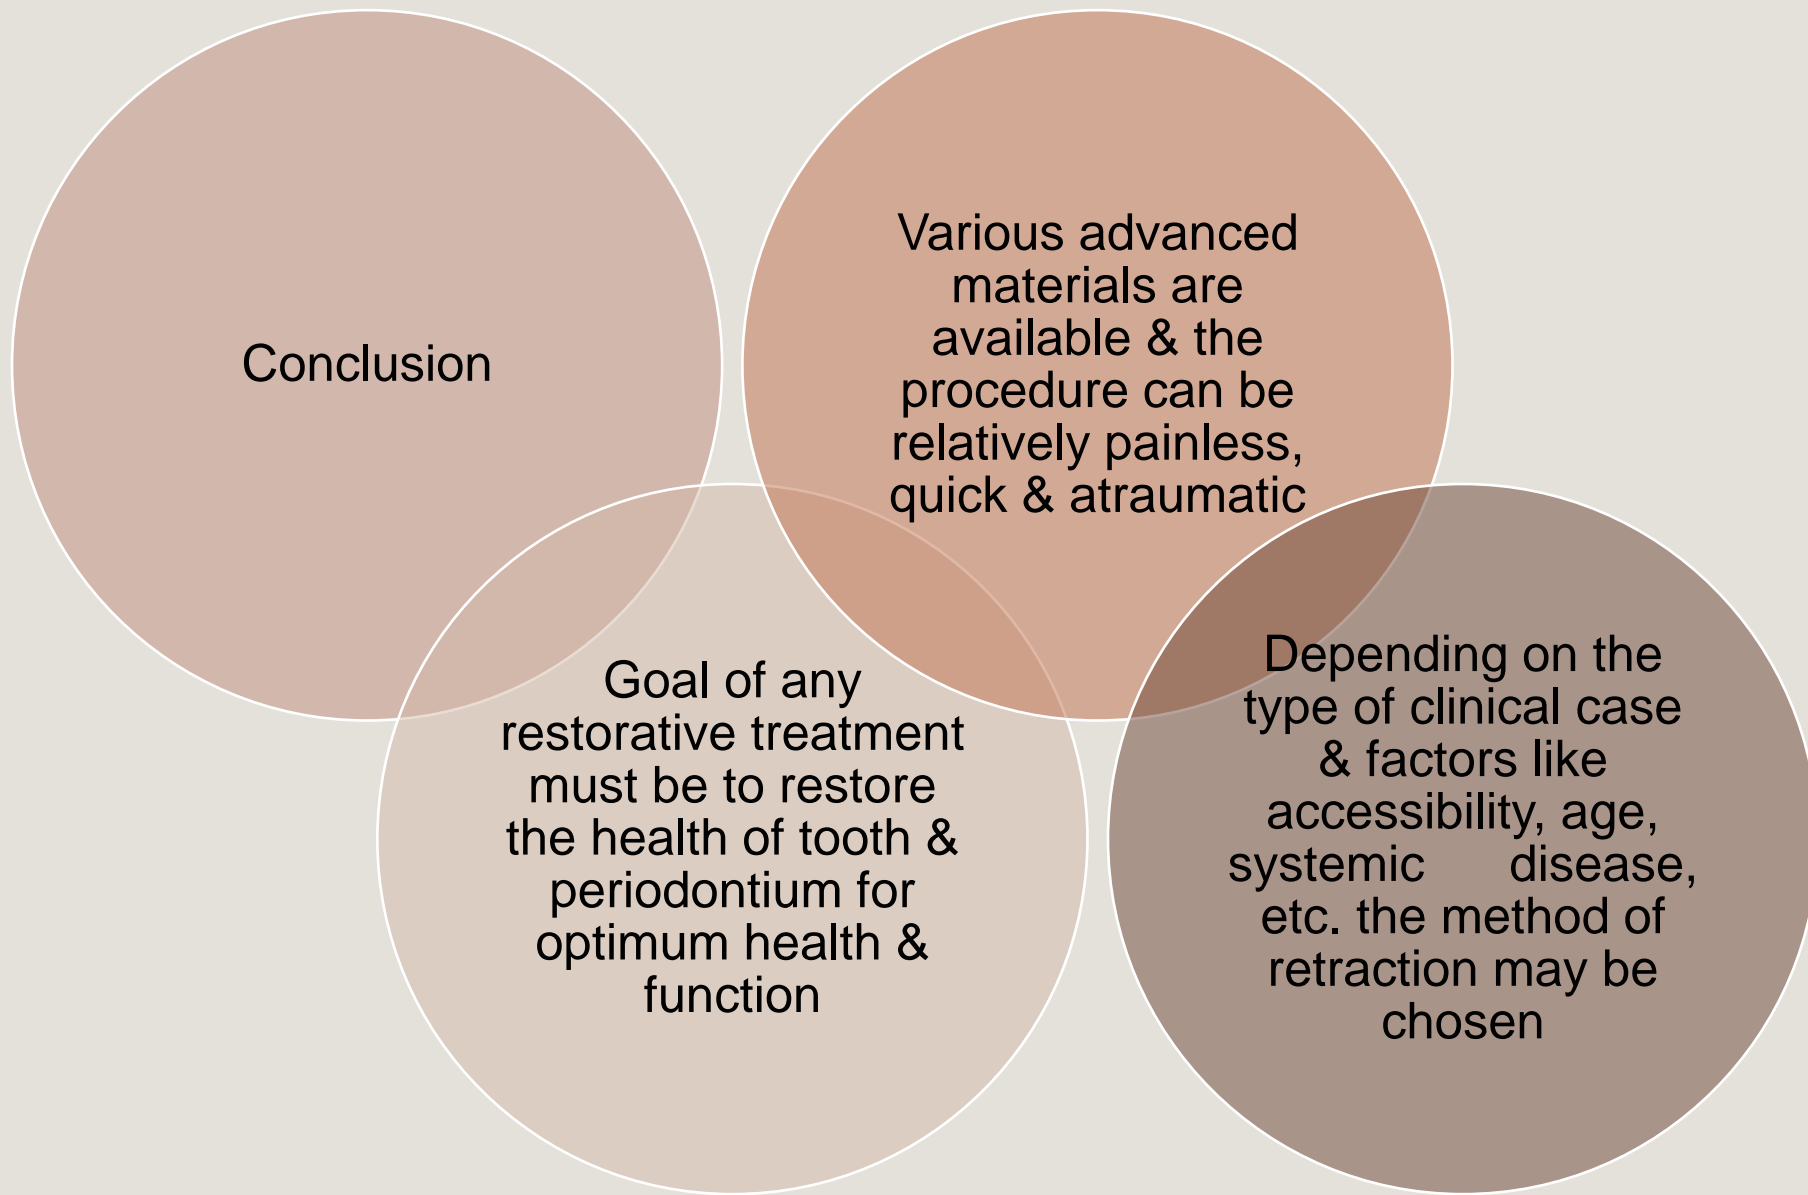 Conclusion
Goal of any
restorative treatment
must be to restore
the health of tooth &
periodontium for
optimum health &
function
Various advanced
materials are
available & the
procedure can be
relatively painless,
quick & atraumatic
Depending on the
type of clinical case
& factors like
accessibility, age,
systemic disease,
etc. the method of
retraction may be
chosen